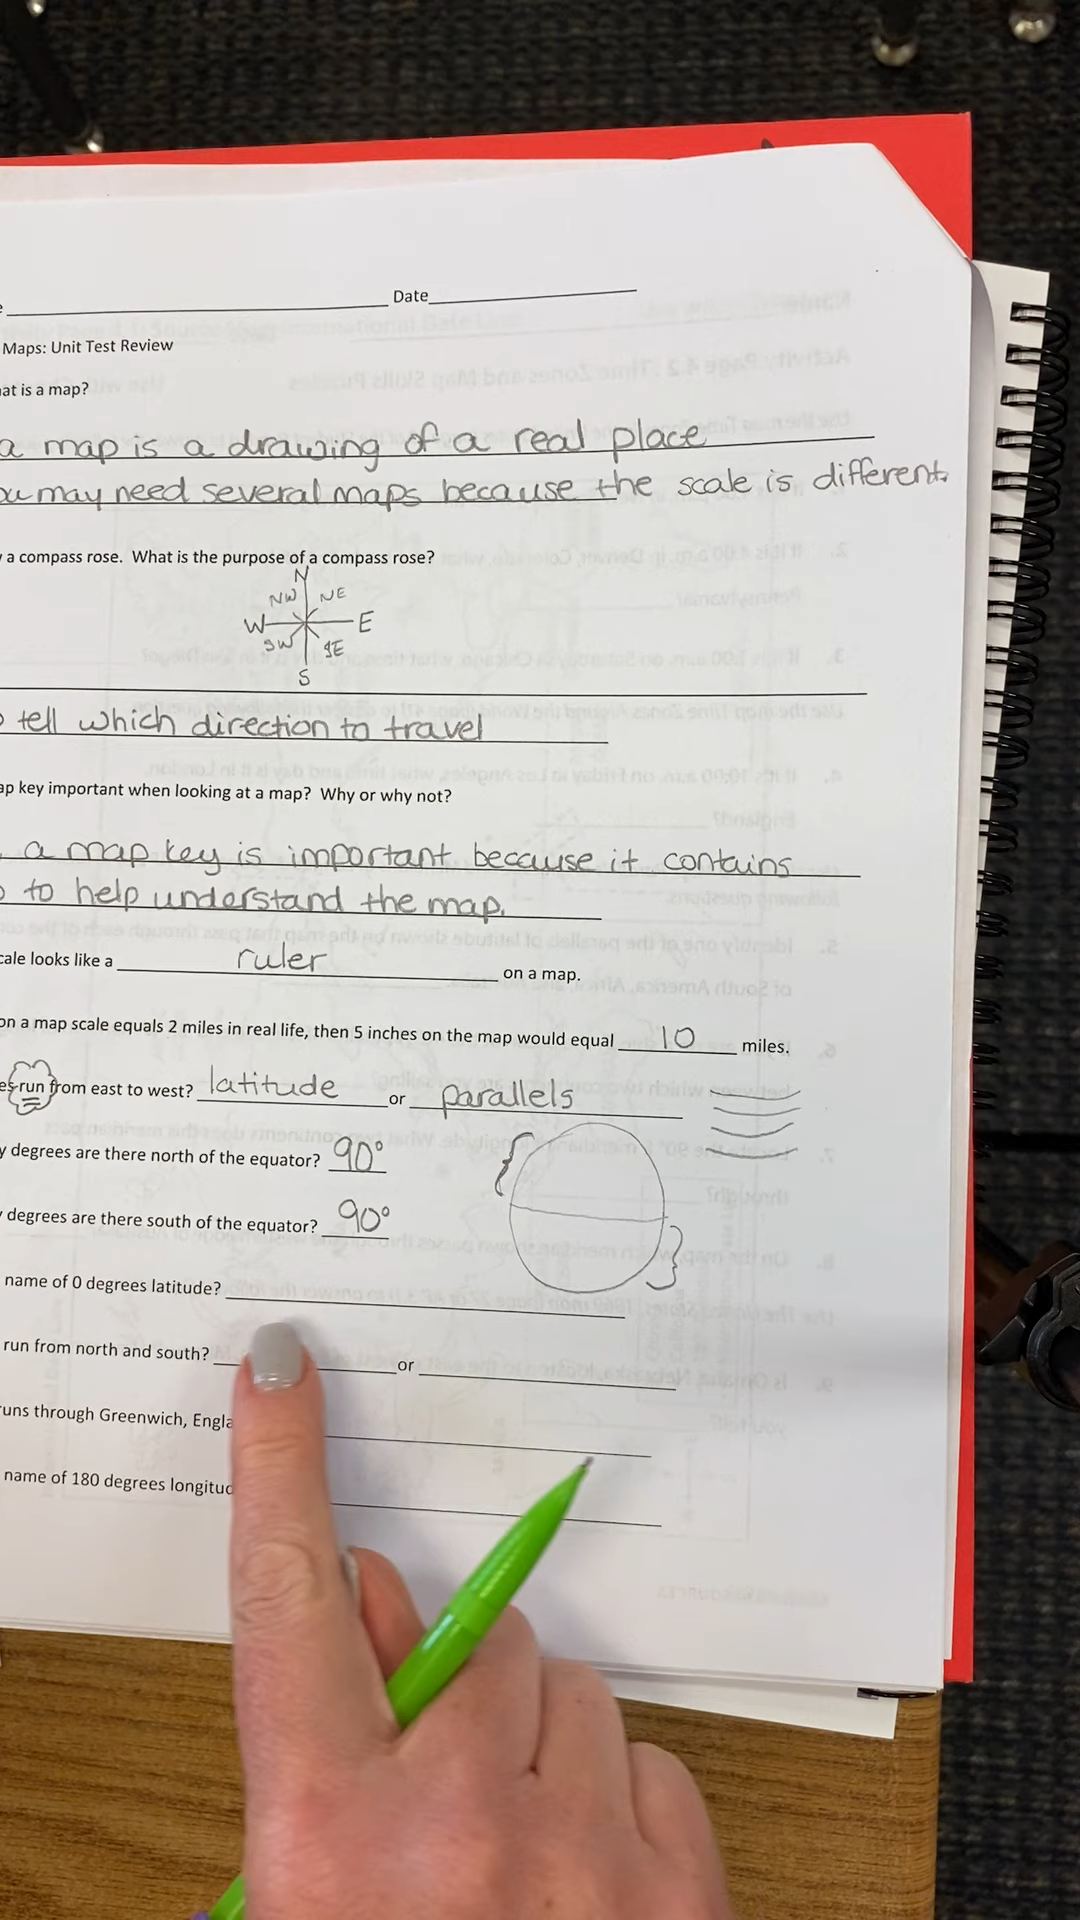 Date
Maps: Unit Test Review
at is a map?
a map is a drawing of a real place
ou may need several maps because the scale is different.
a compass rose. What is the purpose of a compass rose?
N
NW NE
W E
SW SE
S
o tell which direction to travel
ap key important when looking at a map? Why or why not?
a map key is important because it contains
o to help understand the map.
cale looks like a ruler on a map.
on a map scale equals 2 miles in real life, then 5 inches on the map would equal 10 miles.
es run from east to west? latitude or parallels
y degrees are there north of the equator? 90°
y degrees are there south of the equator? 90°
name of 0 degrees latitude?
run from north and south? or
runs through Greenwich, Engla
name of 180 degrees longitud